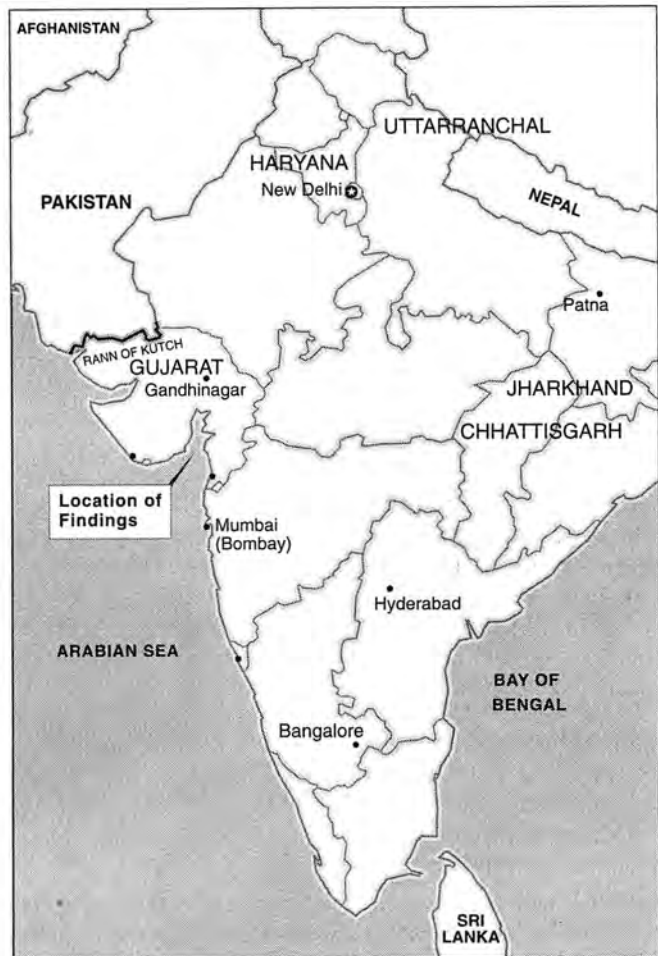 AFGHANISTAN
UTTARRANCHAL
HARYANA
New Delhi
PAKISTAN
NEPAL
Patna
RANN OF KUTCH
GUJARAT
Gandhinagar
JHARKHAND
CHHATTISGARH
Location of
Findings
Mumbai
(Bombay)
Hyderabad
ARABIAN SEA
BAY OF
BENGAL
Bangalore
SRI
LANKA